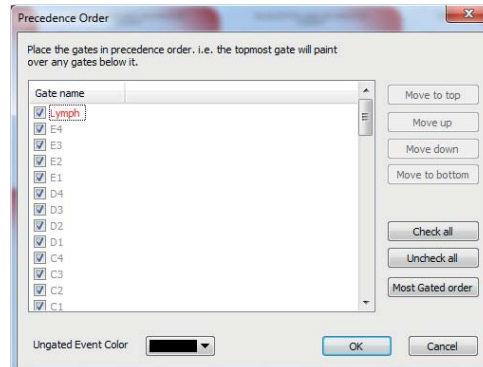 Precedence Order
Place the gates in precedence order. i.e. the topmost gate will paint
over any gates below it.
Gate name
Lymph
E4
E3
E2
E1
D4
D3
D2
D1
C4
C3
C2
C1
Move to top
Move up
Move down
Move to bottom
Check all
Uncheck all
Most Gated order
Ungated Event Color
OK
Cancel